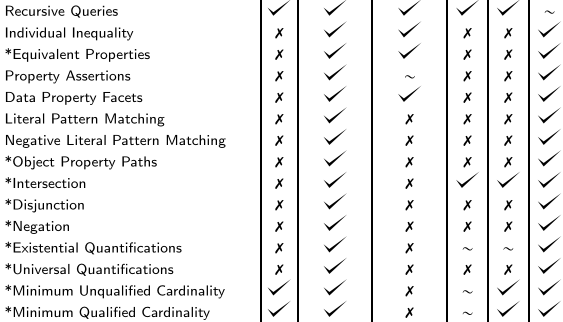 Recursive Queries ✓ ✓ ✓ ✓ ✓ ~
Individual Inequality ✗ ✓ ✓ ✗ ✗ ✓
*Equivalent Properties ✗ ✓ ✓ ✗ ✗ ✓
Property Assertions ✗ ✓ ~ ✗ ✗ ✓
Data Property Facets ✗ ✓ ✓ ✗ ✗ ✓
Literal Pattern Matching ✗ ✓ ✗ ✗ ✗ ✓
Negative Literal Pattern Matching ✗ ✓ ✗ ✗ ✗ ✓
*Object Property Paths ✗ ✓ ✗ ✗ ✗ ✓
*Intersection ✗ ✓ ✗ ✓ ✓ ✓
*Disjunction ✗ ✓ ✗ ✗ ✗ ✓
*Negation ✗ ✓ ✗ ✗ ✗ ✓
*Existential Quantifications ✗ ✓ ✗ ~ ~ ✓
*Universal Quantifications ✗ ✓ ✗ ✗ ✗ ✓
*Minimum Unqualified Cardinality ✓ ✓ ✗ ~ ✓ ✓
*Minimum Qualified Cardinality ✓ ✓ ✗ ~ ✓ ✓